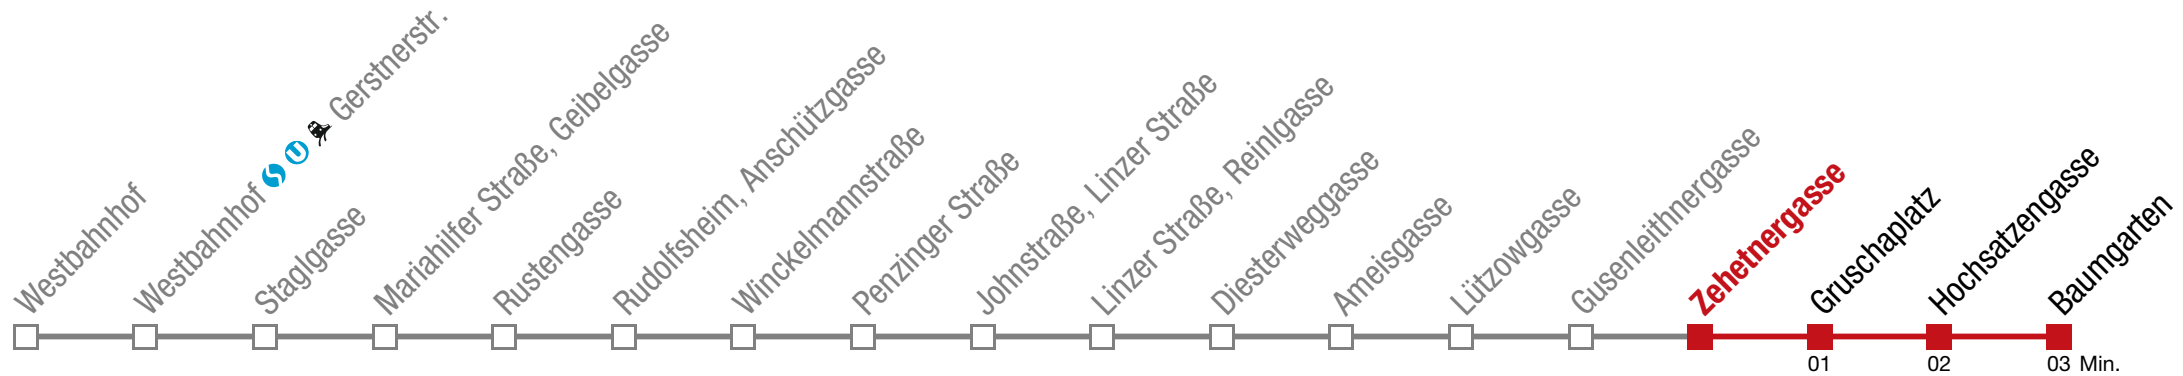 Westbahnhof
Westbahnhof S U Gerstnerstr.
Staglgasse
Mariahilfer Straße, Geibelgasse
Rustengasse
Rudolfsheim, Anschützgasse
Winckelmannstraße
Penzinger Straße
Johnstraße, Linzer Straße
Linzer Straße, Reinlgasse
Diesterweggasse
Ameisgasse
Lützowgasse
Gusenleithnergasse
Zehetnergasse
Gruschaplatz
Hochsatzengasse
Baumgarten
01 02 03 Min.